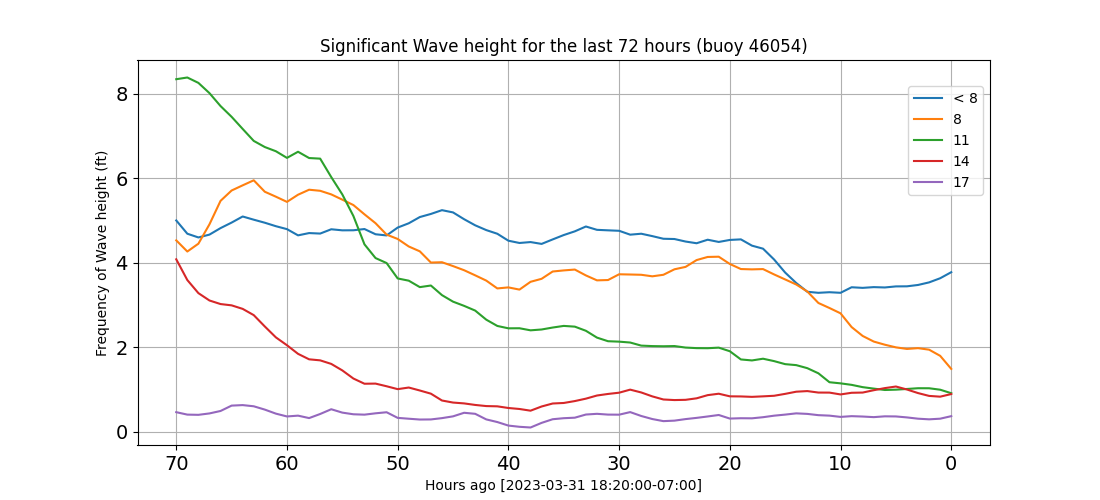 Significant Wave height for the last 72 hours (buoy 46054)
Frequency of Wave height (ft)
8
6
4
2
0
< 8
8
11
14
17
70 60 50 40 30 20 10 0
Hours ago [2023-03-31 18:20:00-07:00]